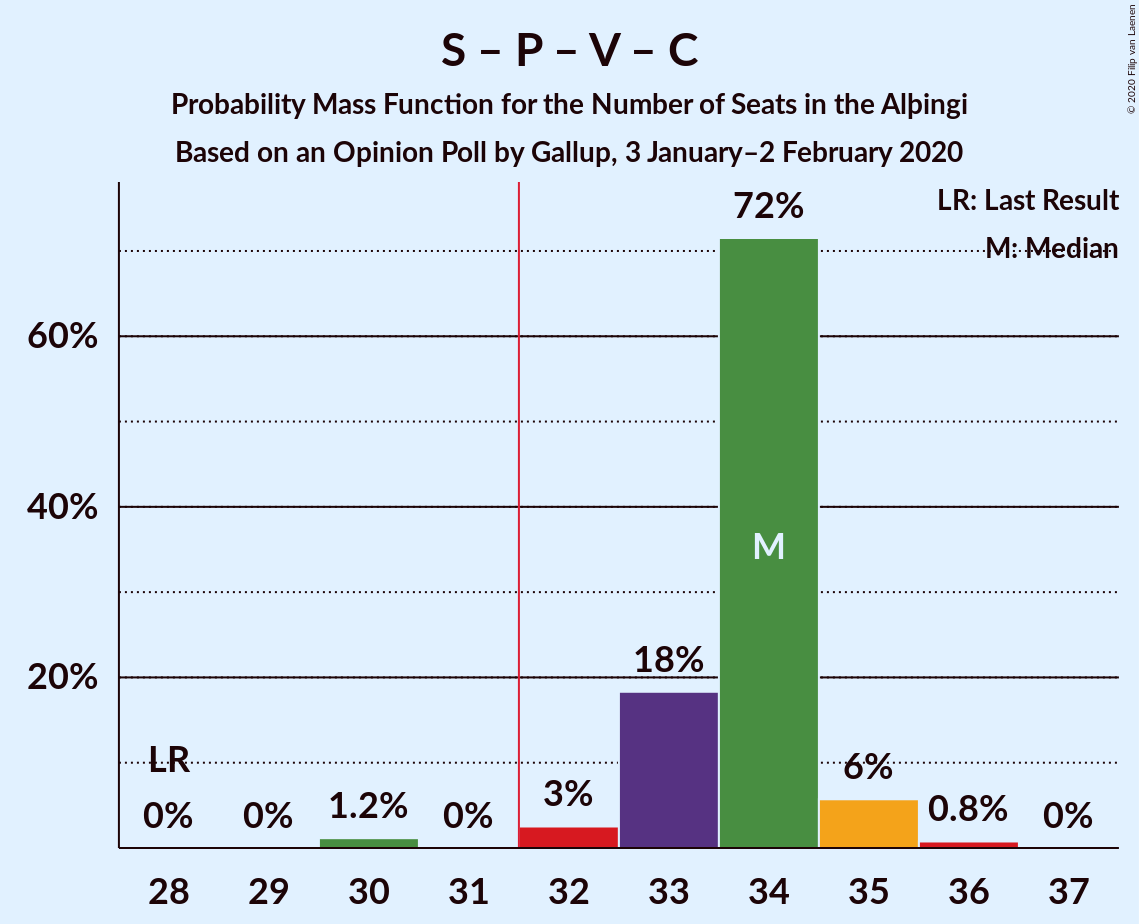 S – P – V – C
Probability Mass Function for the Number of Seats in the Alþingi
Based on an Opinion Poll by Gallup, 3 January–2 February 2020
© 2020 Filip van Laenen
LR: Last Result
M: Median
60%
40%
20%
LR
0%
0%
1.2%
0%
3%
18%
72%
M
6%
0.8%
0%
28 29 30 31 32 33 34 35 36 37